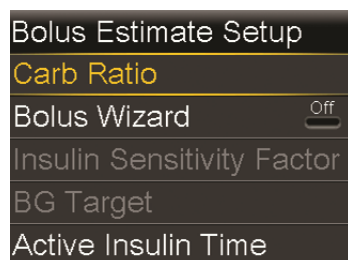 Bolus Estimate Setup
Carb Ratio
Bolus Wizard Off
Insulin Sensitivity Factor
BG Target
Active Insulin Time